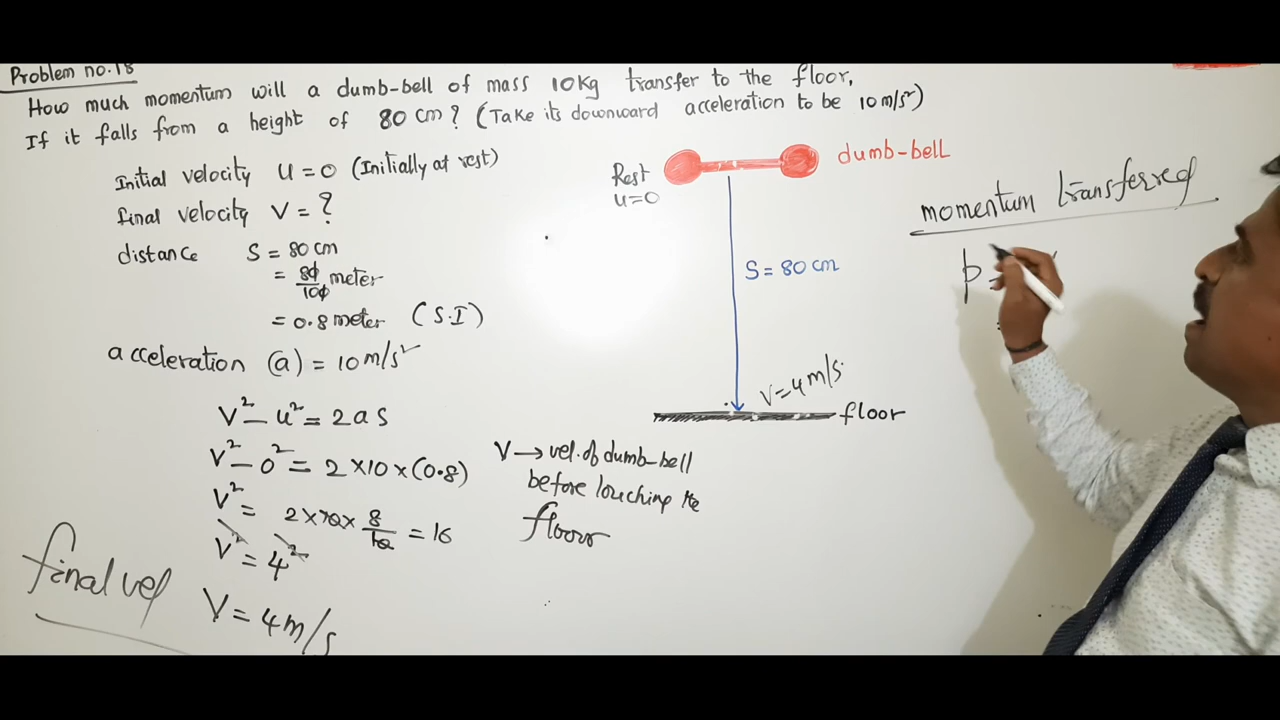 Problem no.18
How much momentum will a dumb-bell of mass 10Kg transfer to the floor,
If it falls from a height of 80 cm? (Take its downward acceleration to be 10 m/s²)
Initial velocity u = 0 (Initially at rest)
final velocity V = ?
distance S = 80 cm
= 80/100 meter
= 0.8 meter (S.I)
acceleration (a) = 10 m/s²
V² - u² = 2 a S
V² - 0² = 2 × 10 × (0.8)
V² = 2 × 10 × 8/10 = 16
V² = 4²
V = 4 m/s
final vel
Rest
u=0
dumb-bell
S = 80 cm
V = 4 m/s
floor
V → vel. of dumb-bell
before touching the
floor
momentum transferred
p =
=